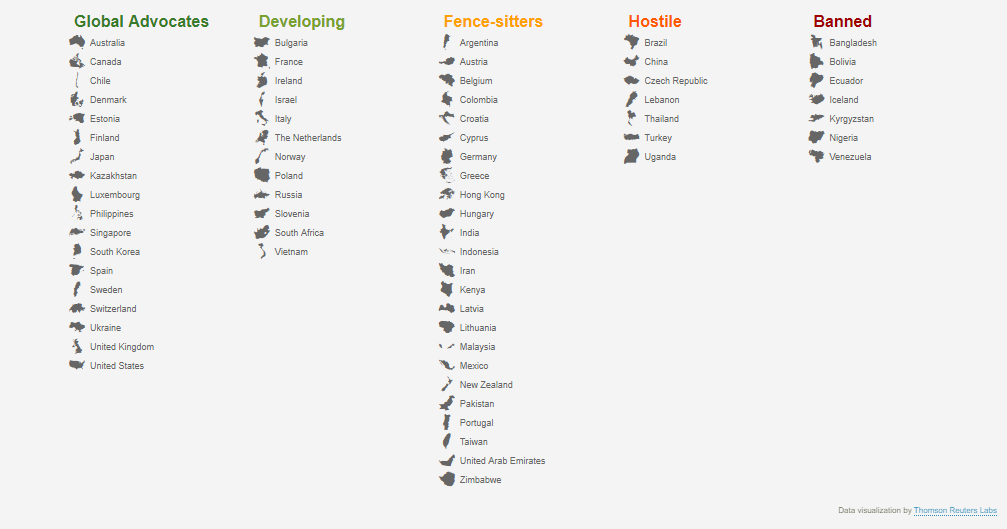 Global Advocates
Australia
Canada
Chile
Denmark
Estonia
Finland
Japan
Kazakhstan
Luxembourg
Philippines
Singapore
South Korea
Spain
Sweden
Switzerland
Ukraine
United Kingdom
United States
Developing
Bulgaria
France
Ireland
Israel
Italy
The Netherlands
Norway
Poland
Russia
Slovenia
South Africa
Vietnam
Fence-sitters
Argentina
Austria
Belgium
Colombia
Croatia
Cyprus
Germany
Greece
Hong Kong
Hungary
India
Indonesia
Iran
Kenya
Latvia
Lithuania
Malaysia
Mexico
New Zealand
Pakistan
Portugal
Taiwan
United Arab Emirates
Zimbabwe
Hostile
Brazil
China
Czech Republic
Lebanon
Thailand
Turkey
Uganda
Banned
Bangladesh
Bolivia
Ecuador
Iceland
Kyrgyzstan
Nigeria
Venezuela
Data visualization by Thomson Reuters Labs